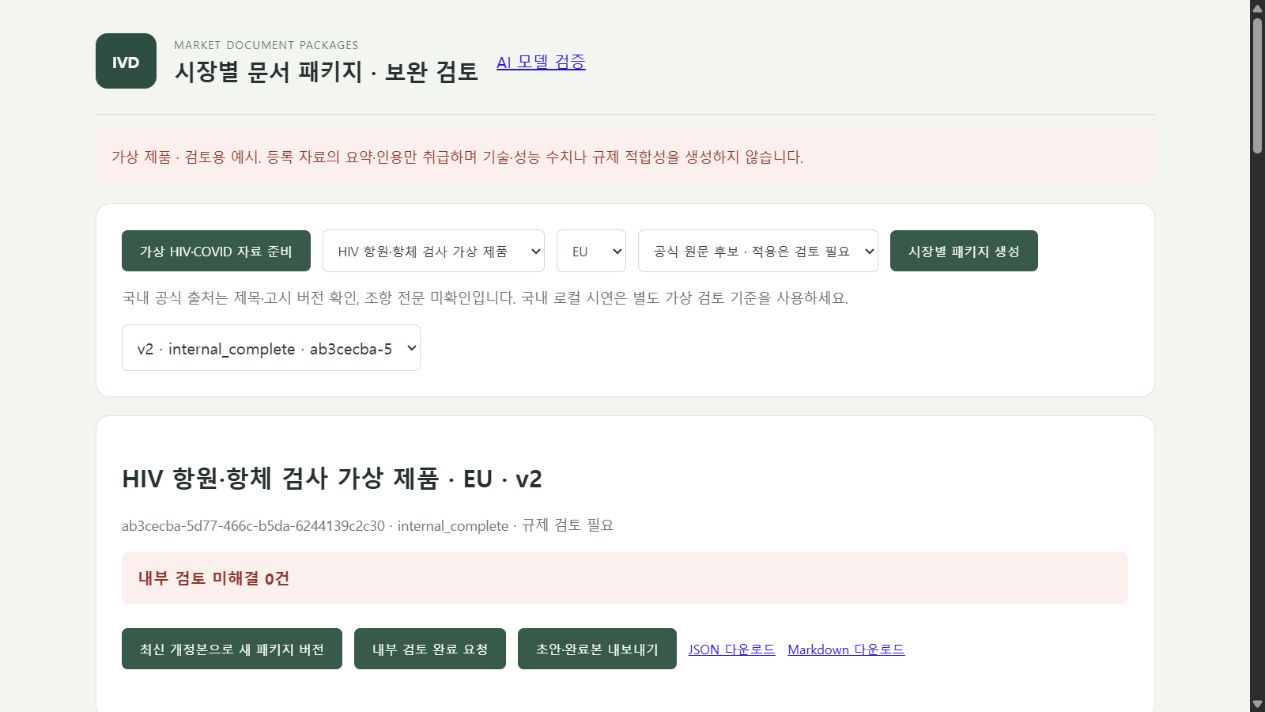 IVD
MARKET DOCUMENT PACKAGES
시장별 문서 패키지 · 보완 검토
AI 모델 검증
가상 제품 · 검토용 예시. 등록 자료의 요약·인용만 취급하며 기술·성능 수치나 규제 적합성을 생성하지 않습니다.
가상 HIV·COVID 자료 준비
HIV 항원·항체 검사 가상 제품
EU
공식 원문 후보 · 적용은 검토 필요
시장별 패키지 생성
국내 공식 출처는 제목·고시 버전 확인, 조항 전문 미확인입니다. 국내 로컬 시연은 별도 가상 검토 기준을 사용하세요.
v2 · internal_complete · ab3cecba-5
HIV 항원·항체 검사 가상 제품 · EU · v2
ab3cecba-5d77-466c-b5da-6244139c2c30 · internal_complete · 규제 검토 필요
내부 검토 미해결 0건
최신 개정본으로 새 패키지 버전
내부 검토 완료 요청
초안·완료본 내보내기
JSON 다운로드
Markdown 다운로드